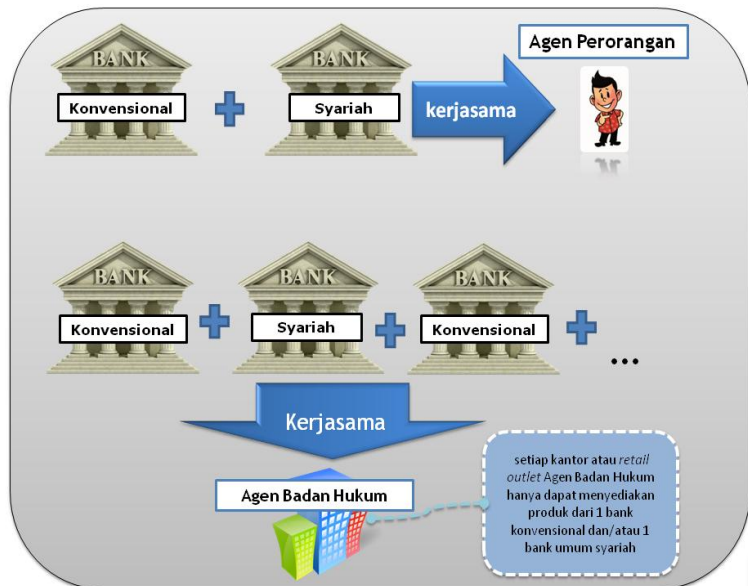 BANK
Konvensional
+
BANK
Syariah
kerjasama
Agen Perorangan
BANK
Konvensional
+
BANK
Syariah
+
BANK
Konvensional
+
...
Kerjasama
Agen Badan Hukum
setiap kantor atau retail
outlet Agen Badan Hukum
hanya dapat menyediakan
produk dari 1 bank
konvensional dan/atau 1
bank umum syariah